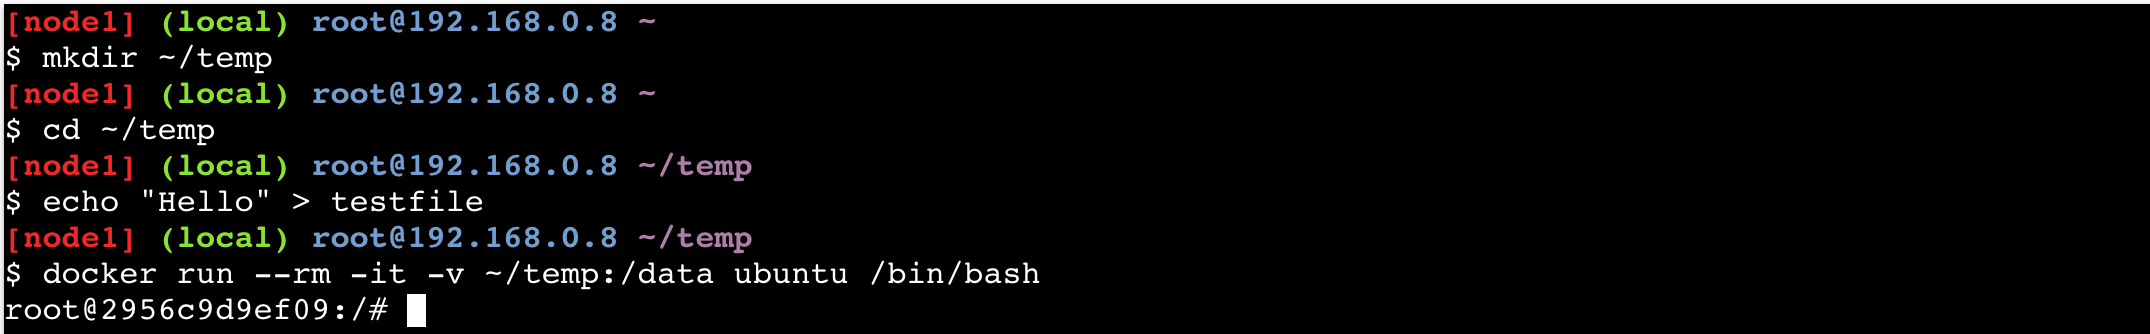 [node1] (local) root@192.168.0.8 ~
$ mkdir ~/temp
[node1] (local) root@192.168.0.8 ~
$ cd ~/temp
[node1] (local) root@192.168.0.8 ~/temp
$ echo "Hello" > testfile
[node1] (local) root@192.168.0.8 ~/temp
$ docker run --rm -it -v ~/temp:/data ubuntu /bin/bash
root@2956c9d9ef09:/#